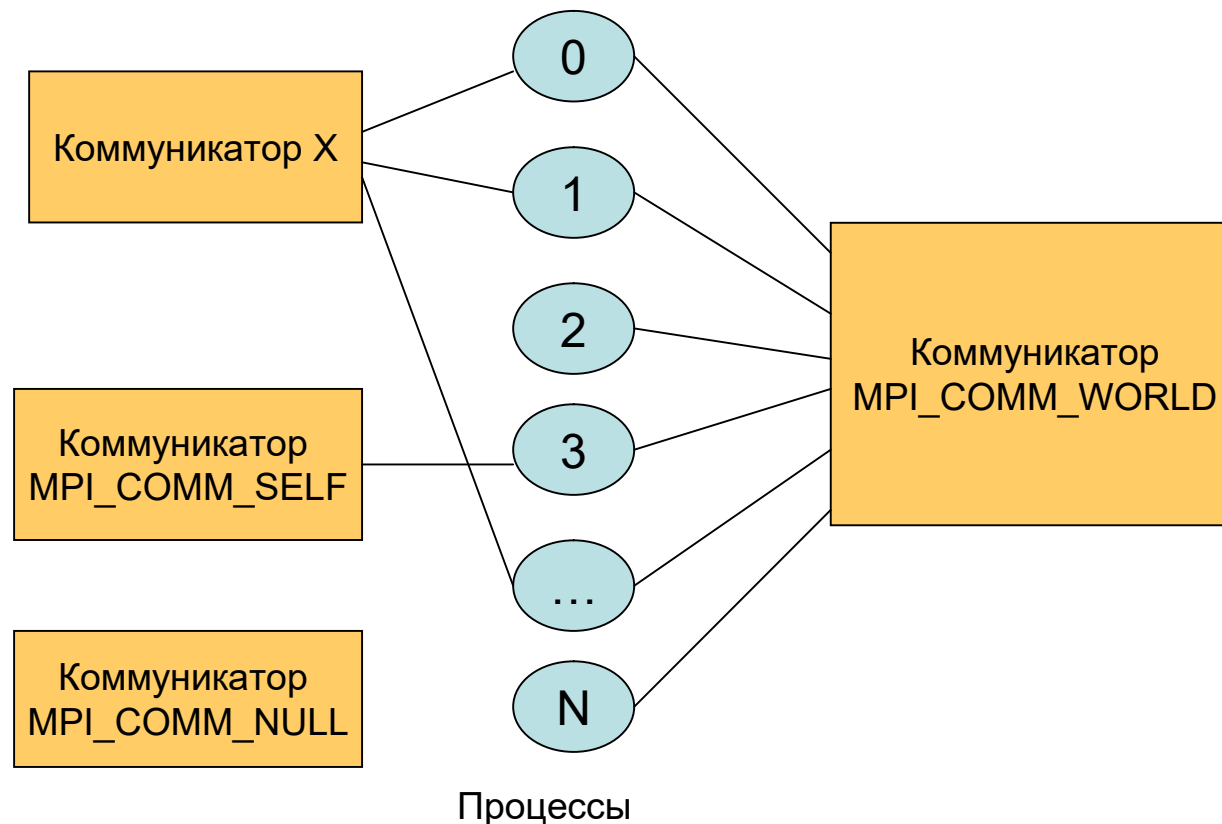 Коммуникатор X
Коммуникатор
MPI_COMM_SELF
Коммуникатор
MPI_COMM_NULL
0
1
2
3
…
N
Процессы
Коммуникатор
MPI_COMM_WORLD